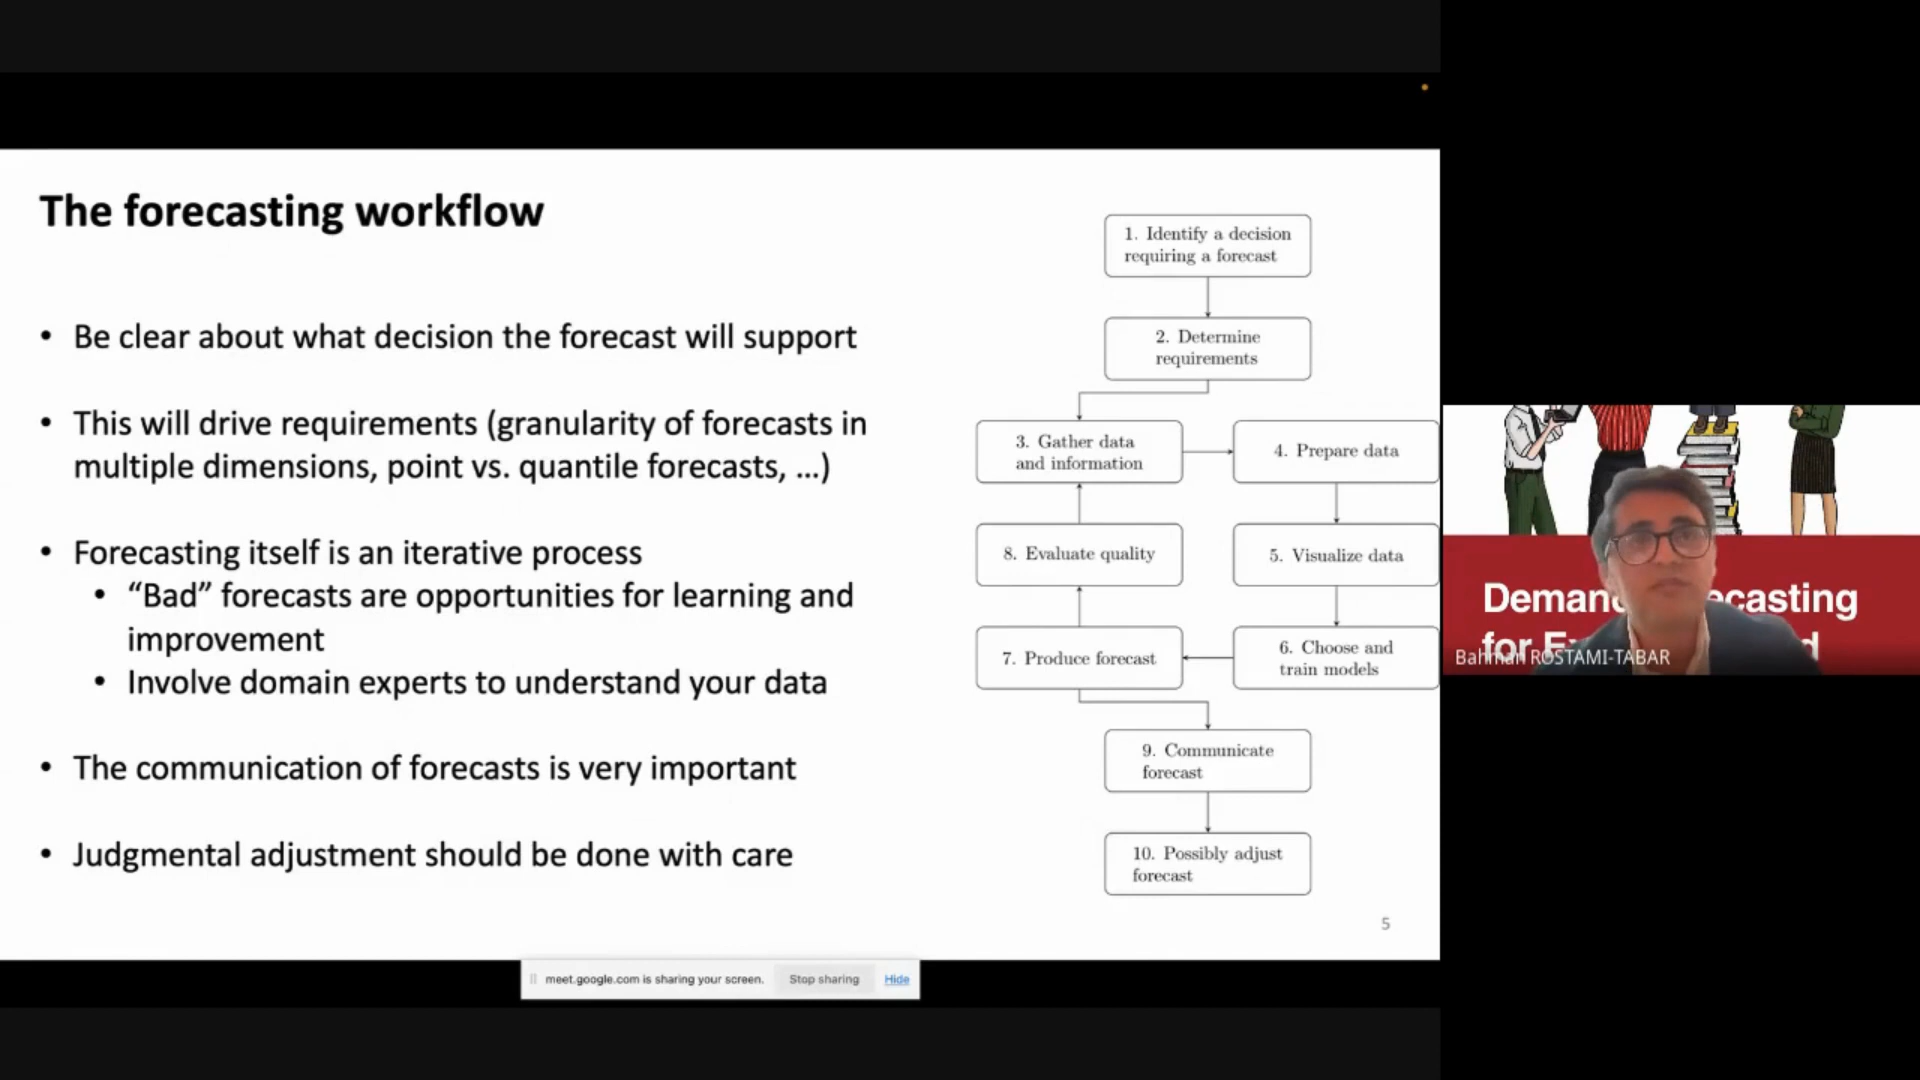 The forecasting workflow
• Be clear about what decision the forecast will support
• This will drive requirements (granularity of forecasts in
multiple dimensions, point vs. quantile forecasts, ...)
• Forecasting itself is an iterative process
• “Bad” forecasts are opportunities for learning and
improvement
• Involve domain experts to understand your data
• The communication of forecasts is very important
• Judgmental adjustment should be done with care
1. Identify a decision
requiring a forecast
2. Determine
requirements
3. Gather data
and information
4. Prepare data
8. Evaluate quality
5. Visualize data
7. Produce forecast
6. Choose and
train models
9. Communicate
forecast
10. Possibly adjust
forecast
5
meet.google.com is sharing your screen.
Stop sharing
Hide
for
Bahman ROSTAMI-TABAR